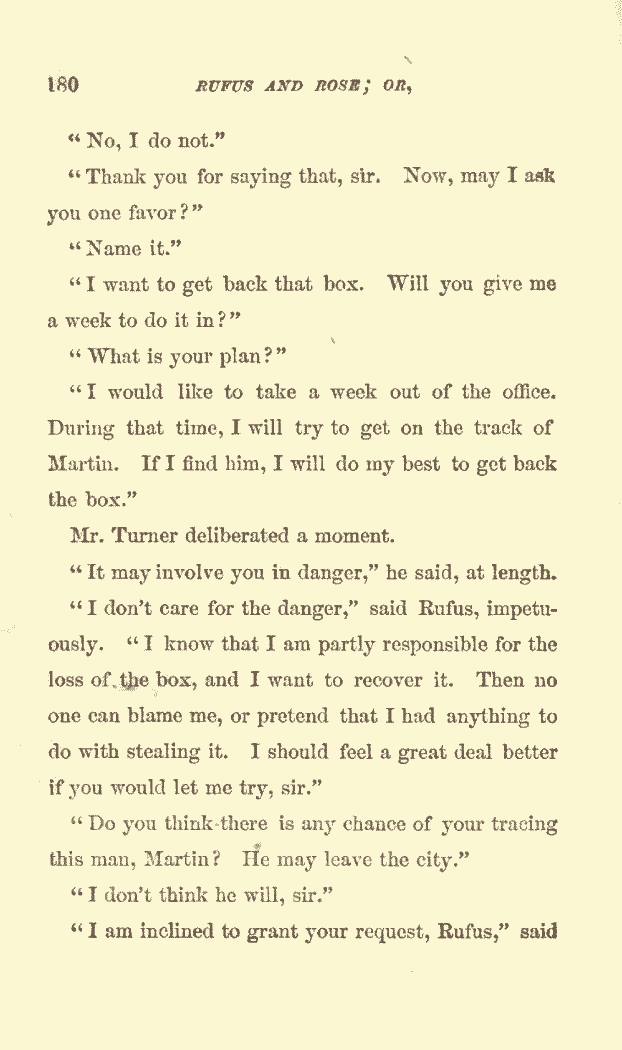 180 RUFUS AND ROSE; OR,
“No, I do not.”
“Thank you for saying that, sir. Now, may I ask
you one favor?”
“Name it.”
“I want to get back that box. Will you give me
a week to do it in?”
“What is your plan?”
“I would like to take a week out of the office.
During that time, I will try to get on the track of
Martin. If I find him, I will do my best to get back
the box.”
Mr. Turner deliberated a moment.
“It may involve you in danger,” he said, at length.
“I don’t care for the danger,” said Rufus, impetu-
ously. “I know that I am partly responsible for the
loss of the box, and I want to recover it. Then no
one can blame me, or pretend that I had anything to
do with stealing it. I should feel a great deal better
if you would let me try, sir.”
“Do you think there is any chance of your tracing
this man, Martin? He may leave the city.”
“I don’t think he will, sir.”
“I am inclined to grant your request, Rufus,” said